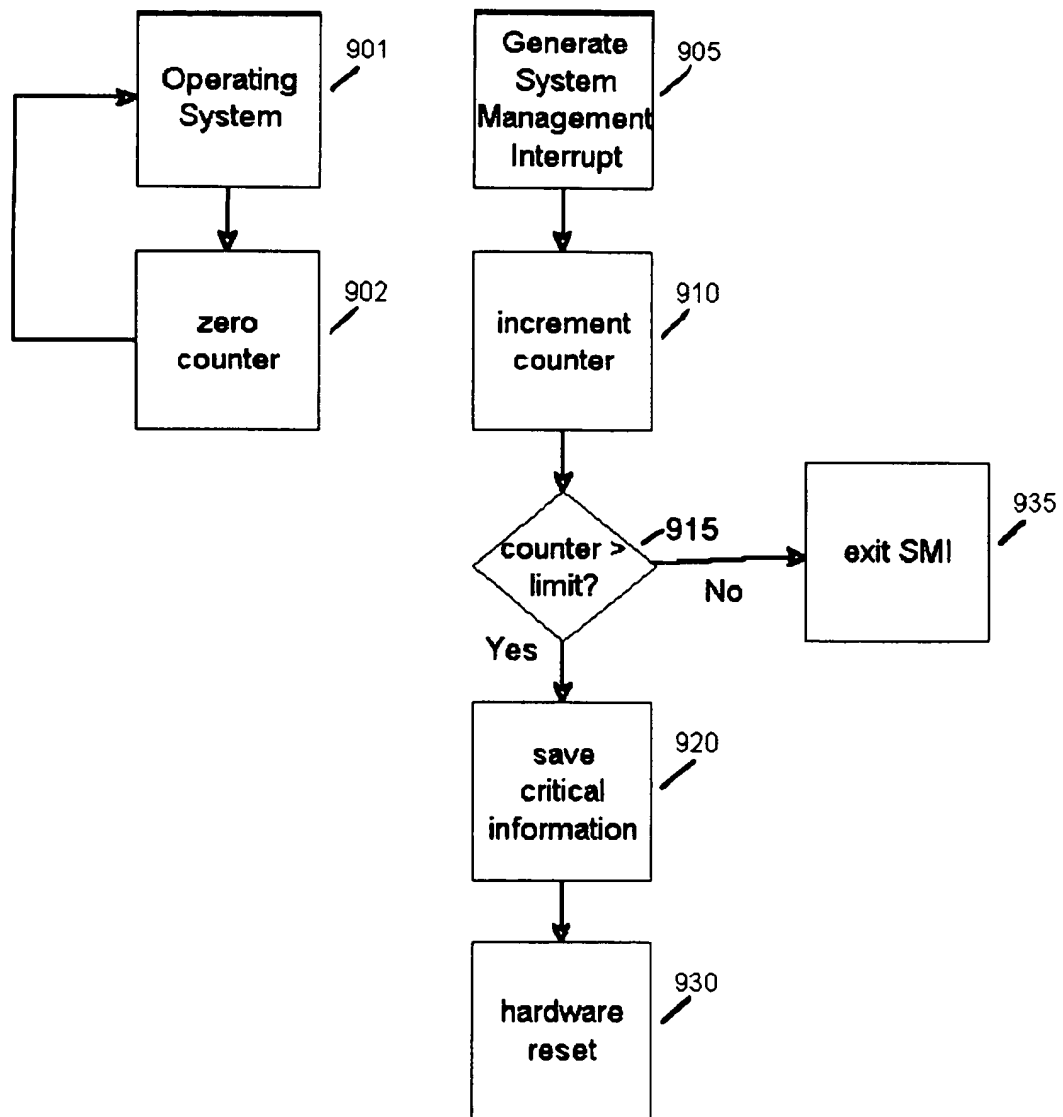 Operating
System
901
zero
counter
902
Generate
System
Management
Interrupt
905
increment
counter
910
counter >
limit?
915
No
Yes
exit SMI
935
save
critical
information
920
hardware
reset
930